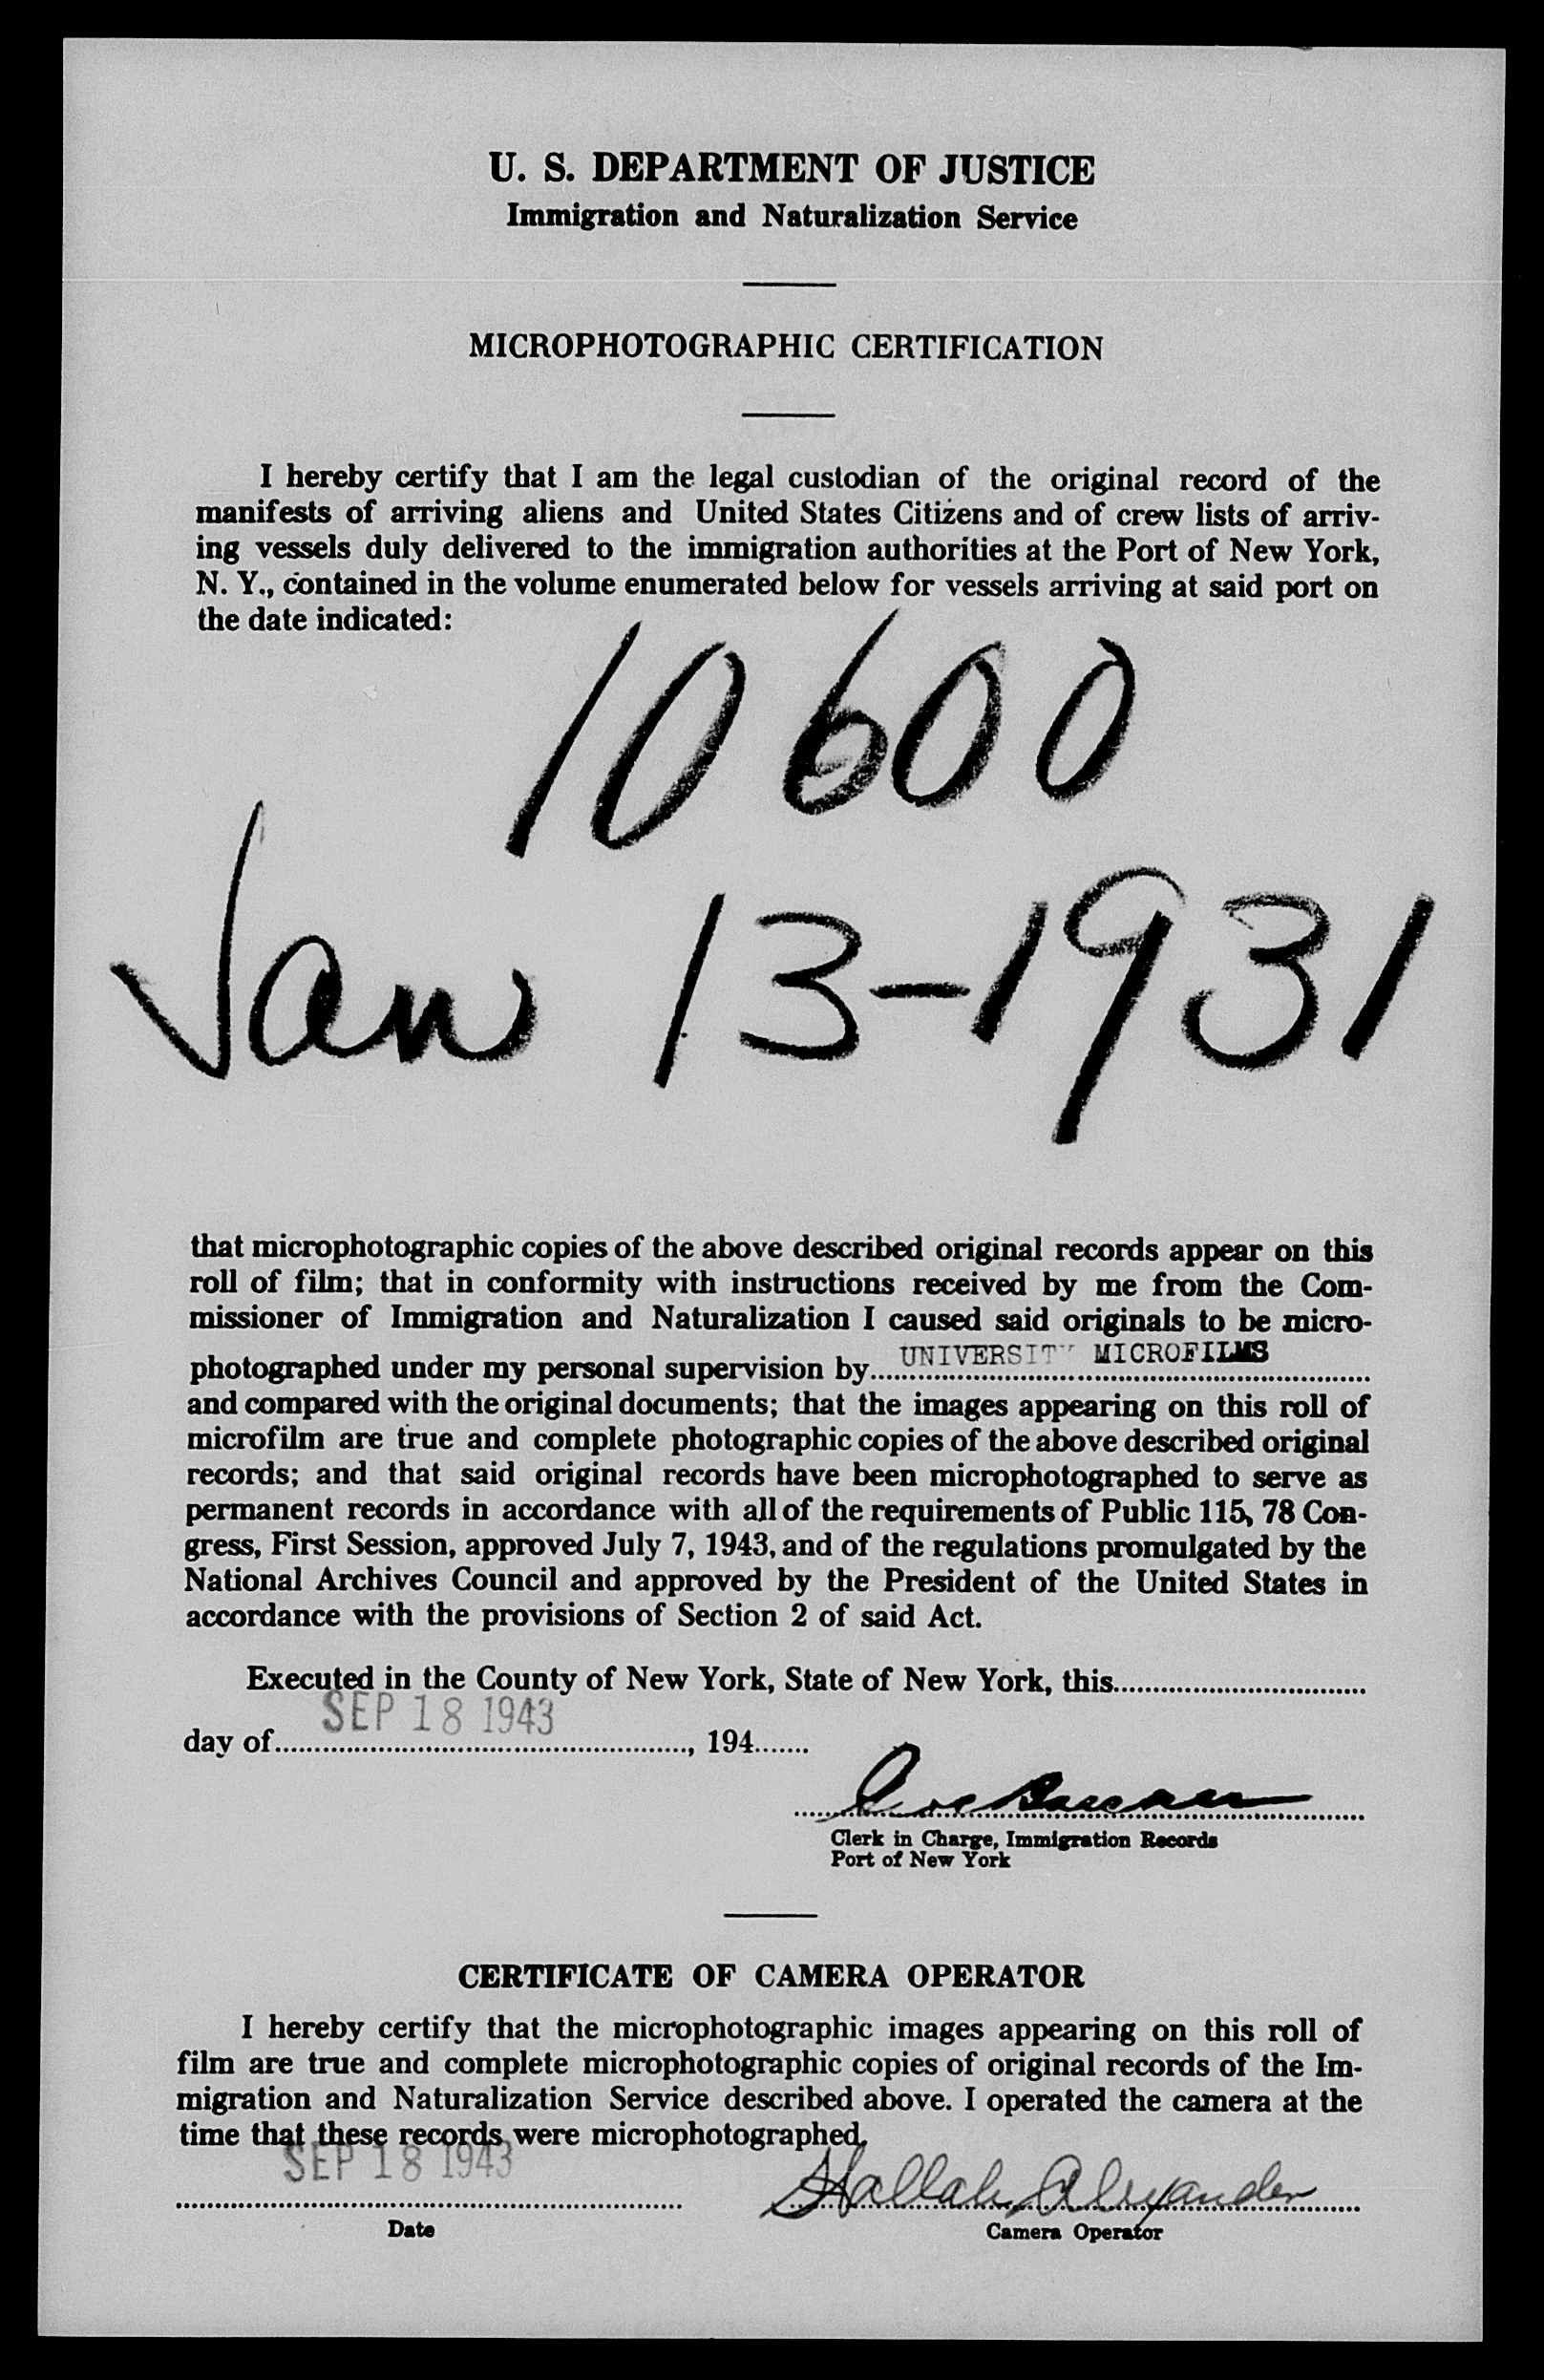 U. S. DEPARTMENT OF JUSTICE
Immigration and Naturalization Service
MICROPHOTOGRAPHIC CERTIFICATION
I hereby certify that I am the legal custodian of the original record of the
manifests of arriving aliens and United States Citizens and of crew lists of arriv-
ing vessels duly delivered to the immigration authorities at the Port of New York,
N. Y., contained in the volume enumerated below for vessels arriving at said port on
the date indicated:
10600
Jan 13-1931
that microphotographic copies of the above described original records appear on this
roll of film; that in conformity with instructions received by me from the Com-
missioner of Immigration and Naturalization I caused said originals to be micro-
photographed under my personal supervision by UNIVERSITY MICROFILMS
and compared with the original documents; that the images appearing on this roll of
microfilm are true and complete photographic copies of the above described original
records; and that said original records have been microphotographed to serve as
permanent records in accordance with all of the requirements of Public 115, 78 Con-
gress, First Session, approved July 7, 1943, and of the regulations promulgated by the
National Archives Council and approved by the President of the United States in
accordance with the provisions of Section 2 of said Act.
Executed in the County of New York, State of New York, this
day of SEP 18 1943, 194
Clerk in Charge, Immigration Records
Port of New York
CERTIFICATE OF CAMERA OPERATOR
I hereby certify that the microphotographic images appearing on this roll of
film are true and complete microphotographic copies of original records of the Im-
migration and Naturalization Service described above. I operated the camera at the
time that these records were microphotographed.
SEP 18 1943 Alexander
Date
Camera Operator